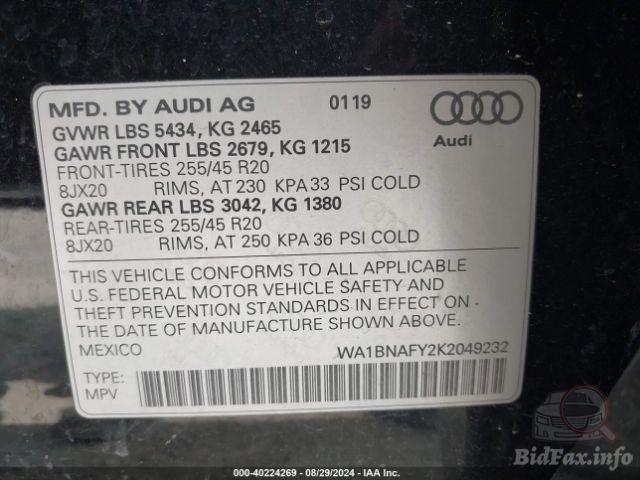 MFD. BY AUDI AG 0119
GVWR LBS 5434, KG 2465
GAWR FRONT LBS 2679, KG 1215
Audi
FRONT-TIRES 255/45 R20
8JX20 RIMS, AT 230 KPA 33 PSI COLD
GAWR REAR LBS 3042, KG 1380
REAR-TIRES 255/45 R20
8JX20 RIMS, AT 250 KPA 36 PSI COLD
THIS VEHICLE CONFORMS TO ALL APPLICABLE
U.S. FEDERAL MOTOR VEHICLE SAFETY AND
THEFT PREVENTION STANDARDS IN EFFECT ON
THE DATE OF MANUFACTURE SHOWN ABOVE.
MEXICO WA1BNAFY2K2049232
TYPE:
MPV
BidFax.info
000-40224269 - 08/29/2024 - IAA Inc.